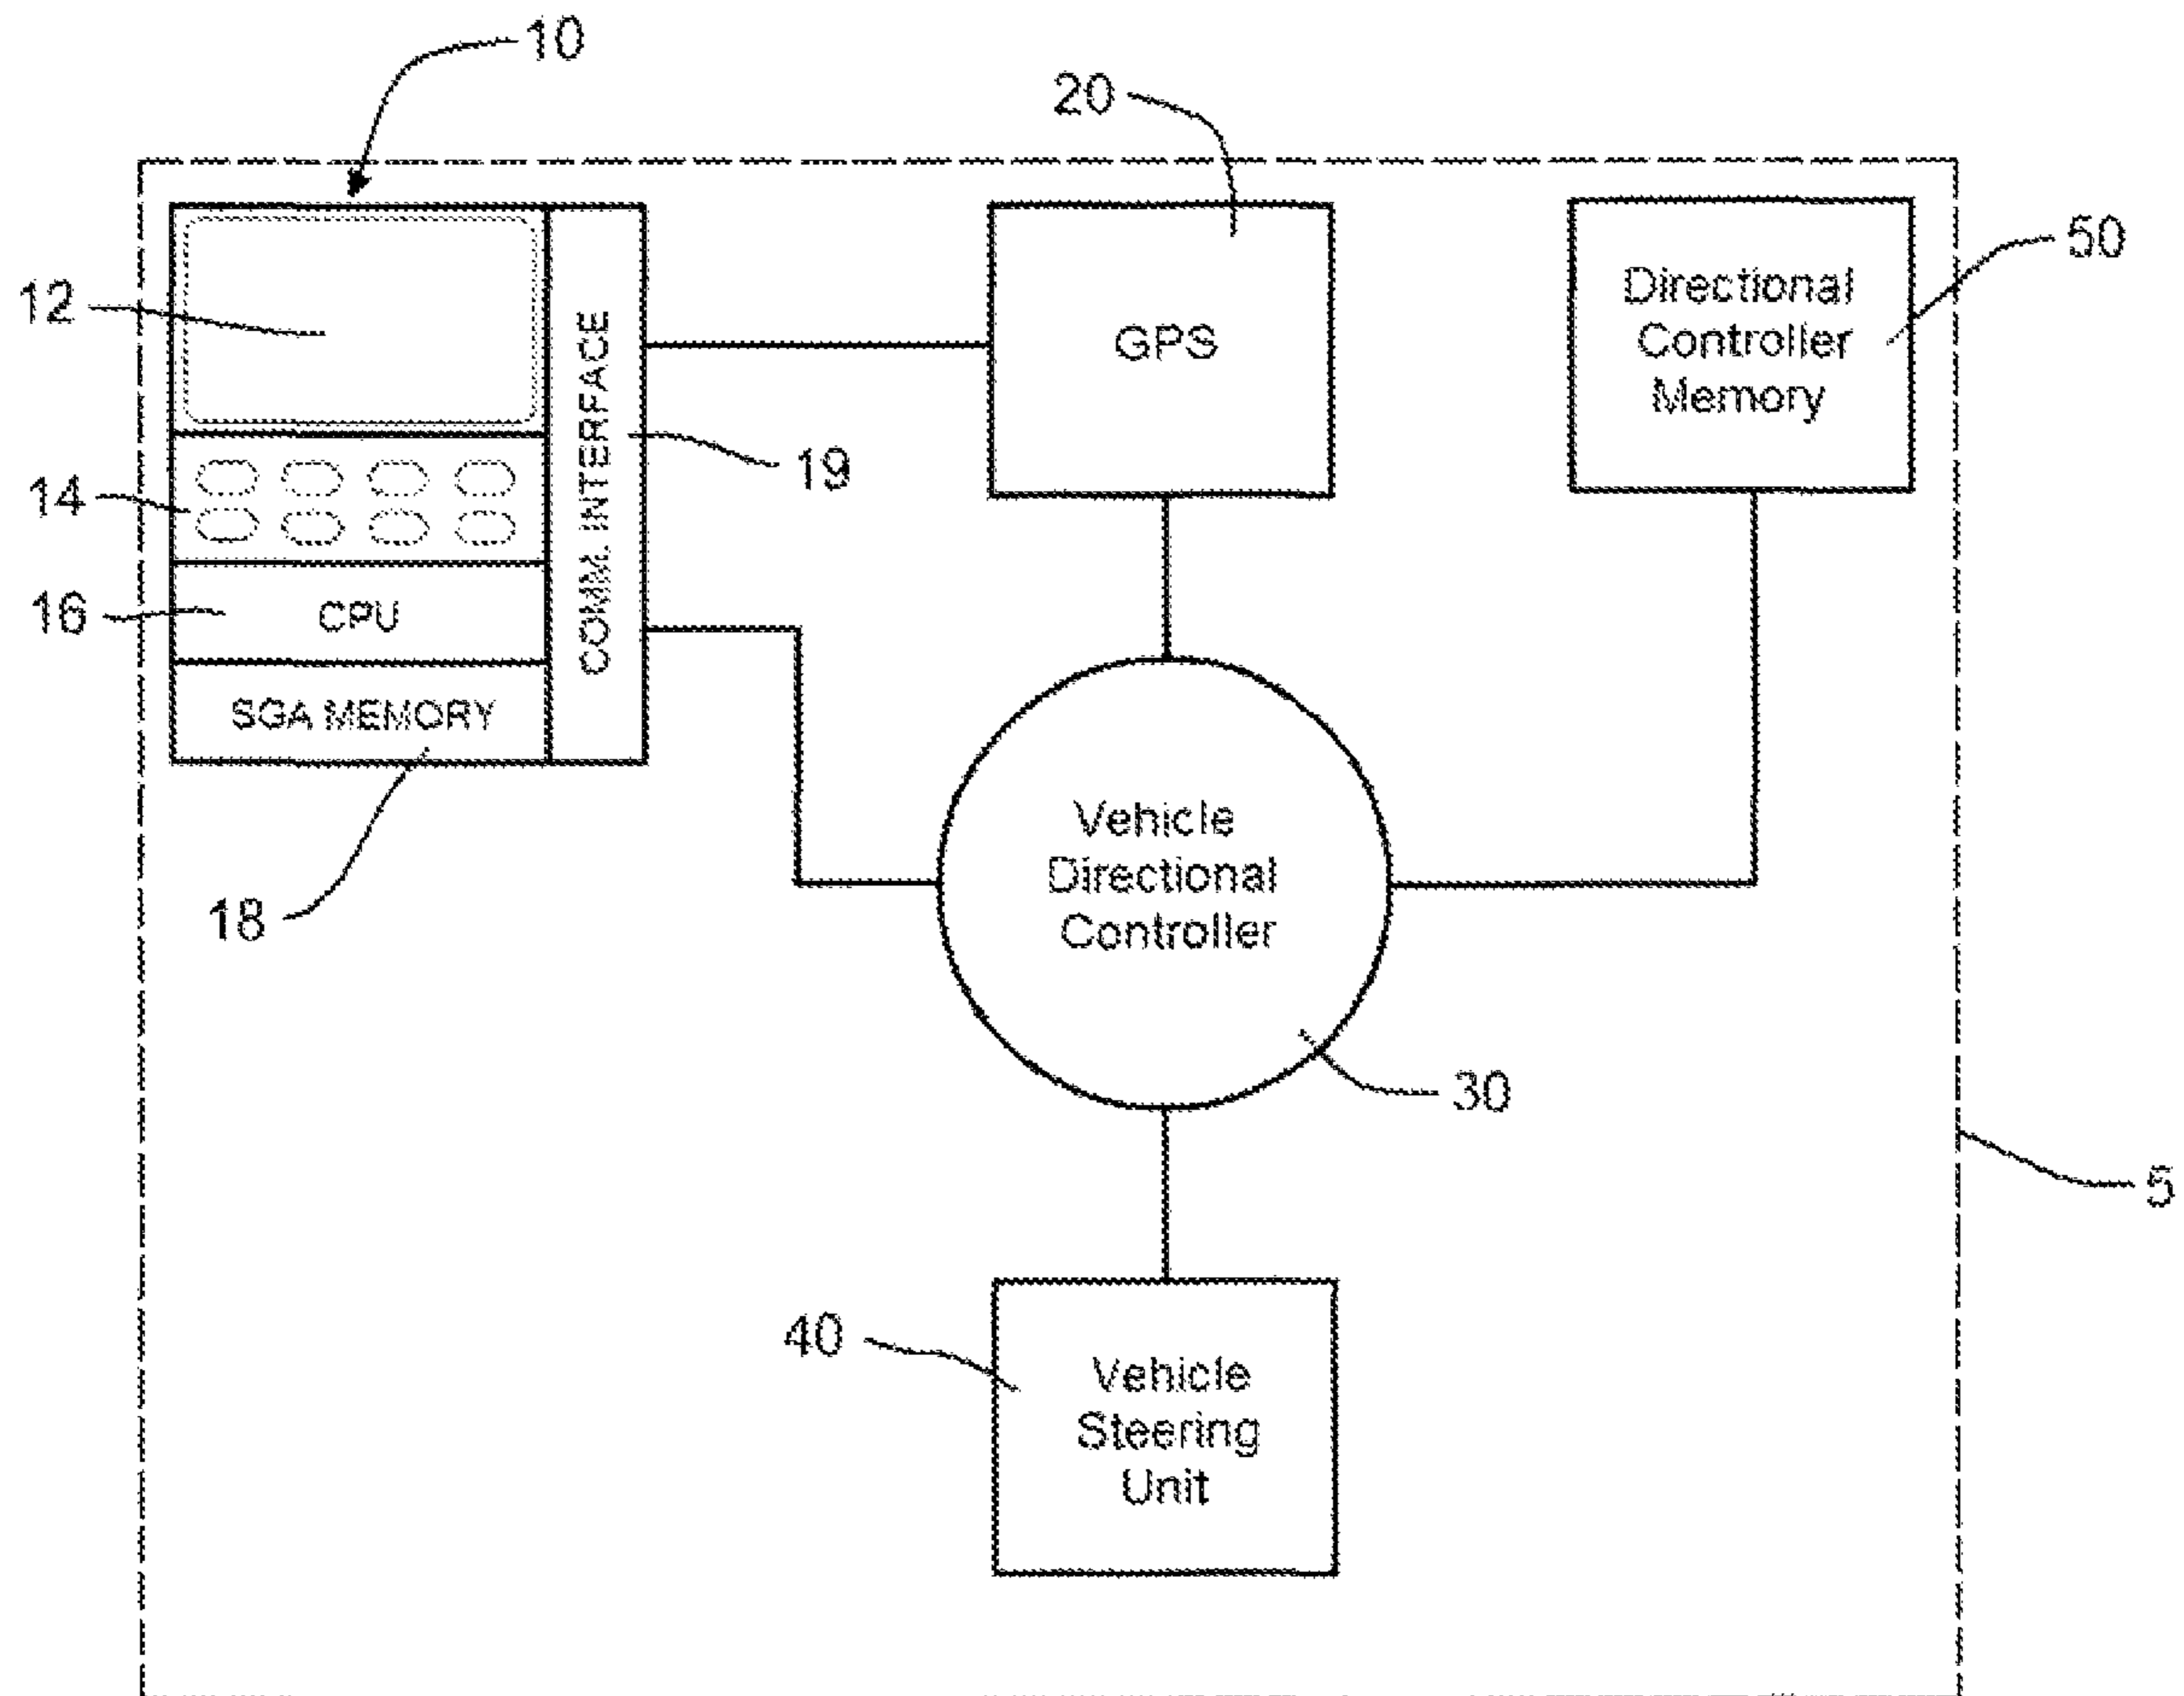 10
20
50
12
GPS
Directional
Controller
Memory
COMM. INTERFACE
19
14
16
CPU
SGA MEMORY
18
Vehicle
Directional
Controller
30
5
40
Vehicle
Steering
Unit